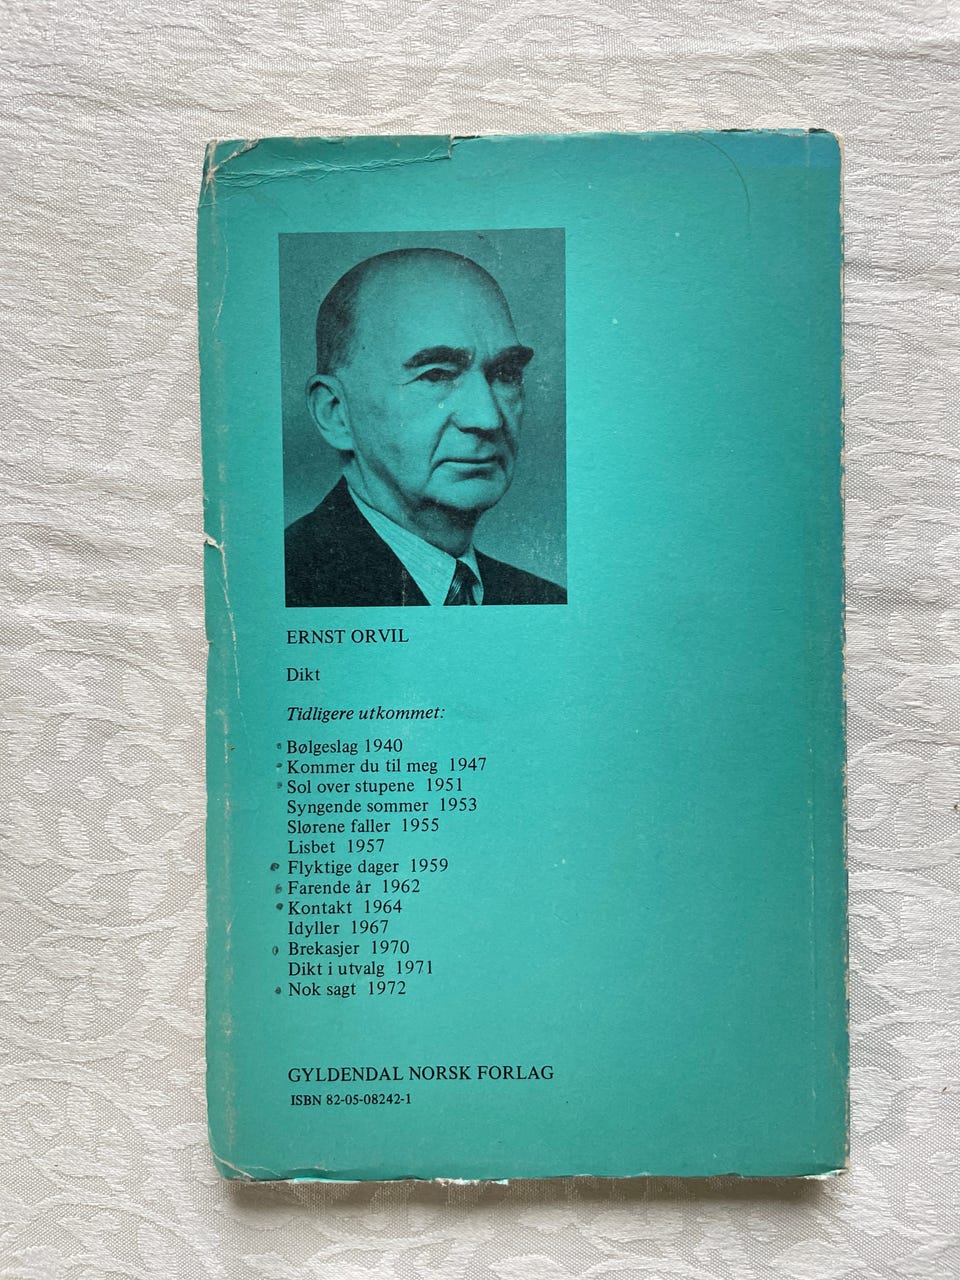 ERNST ORVIL
Dikt
Tidligere utkommet:
Bølgeslag 1940
Kommer du til meg 1947
Sol over stupene 1951
Syngende sommer 1953
Slørene faller 1955
Lisbet 1957
Flyktige dager 1959
Farende år 1962
Kontakt 1964
Idyller 1967
Brekasjer 1970
Dikt i utvalg 1971
Nok sagt 1972
GYLDENDAL NORSK FORLAG
ISBN 82-05-08242-1